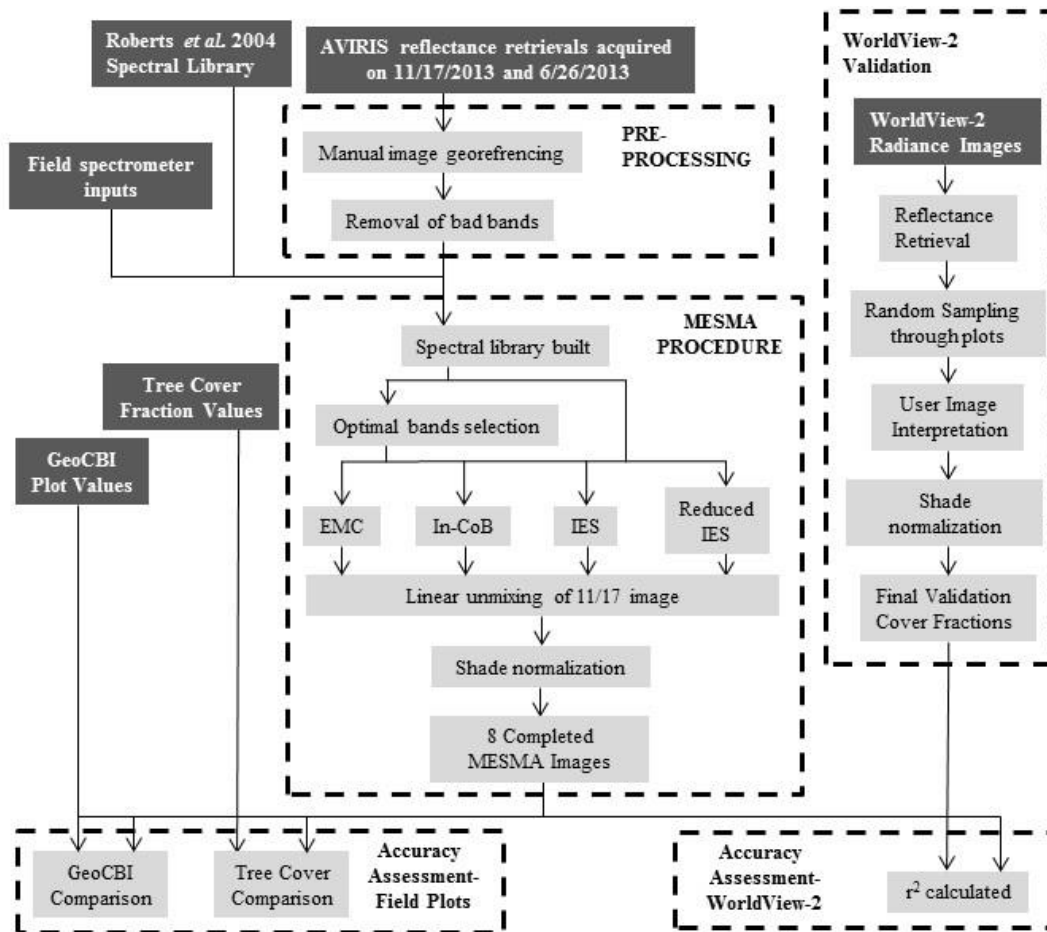 Roberts et al. 2004
Spectral Library
AVIRIS reflectance retrievals acquired
on 11/17/2013 and 6/26/2013
WorldView-2
Validation
PRE-
PROCESSING
Manual image georefrencing
WorldView-2
Radiance Images
Field spectrometer
inputs
Removal of bad bands
Reflectance
Retrieval
MESMA
PROCEDURE
Spectral library built
Random Sampling
through plots
Tree Cover
Fraction Values
Optimal bands selection
User Image
Interpretation
GeoCBI
Plot Values
EMC
In-CoB
IES
Reduced
IES
Shade
normalization
Linear unmixing of 11/17 image
Final Validation
Cover Fractions
Shade normalization
8 Completed
MESMA Images
GeoCBI
Comparison
Tree Cover
Comparison
Accuracy
Assessment-
Field Plots
Accuracy
Assessment-
WorldView-2
r² calculated